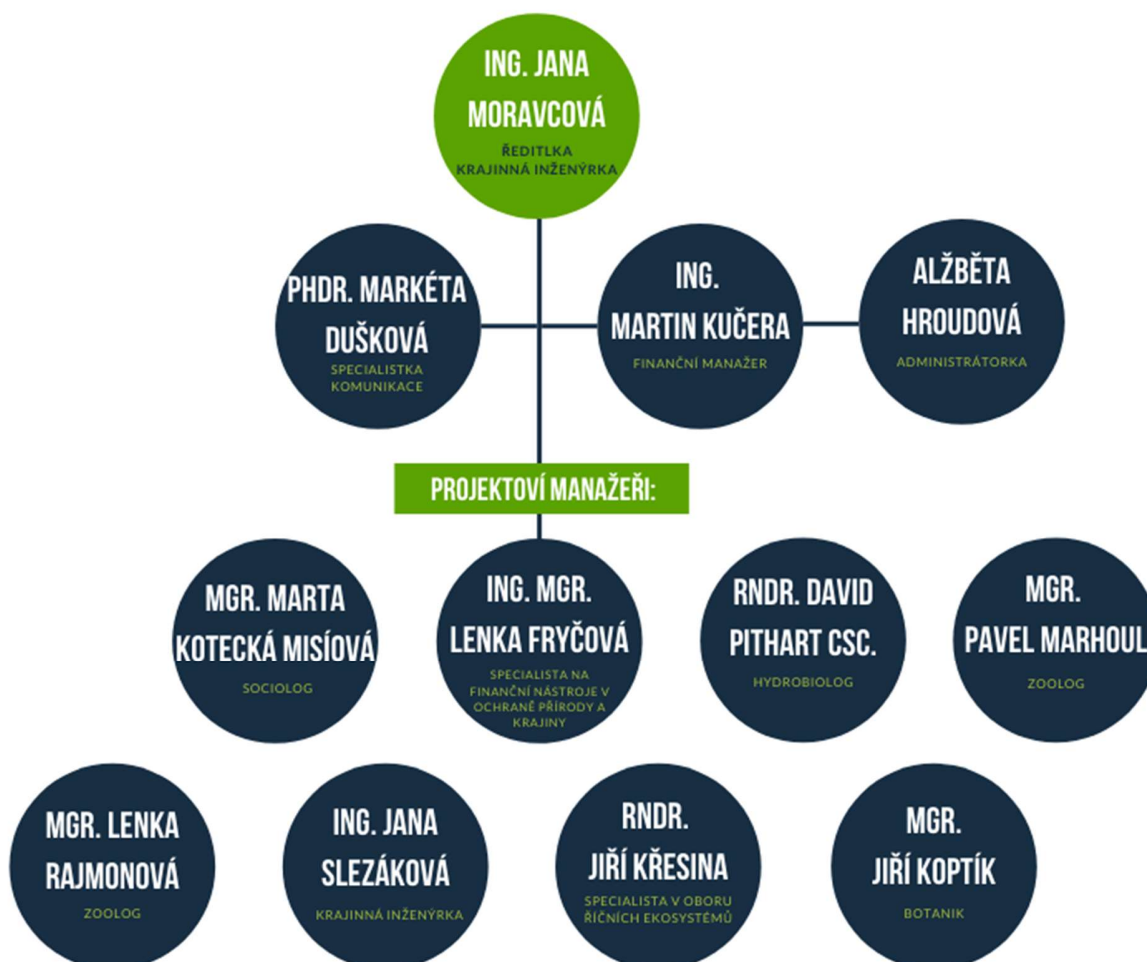 ING. JANA
MORAVCOVÁ
ŘEDITLKA
KRAJINNÁ INŽENÝRKA
PHDR. MARKÉTA
DUŠKOVÁ
SPECIALISTKA
KOMUNIKACE
ING.
MARTIN KUČERA
FINANČNÍ MANAŽER
ALŽBĚTA
HROUDOVÁ
ADMINISTRÁTORKA
PROJEKTOVÍ MANAŽEŘI:
MGR. MARTA
KOTECKÁ MISÍOVÁ
SOCIOLOG
ING. MGR.
LENKA FRYČOVÁ
SPECIALISTA NA
FINANČNÍ NÁSTROJE V
OCHRANĚ PŘÍRODY A
KRAJINY
RNDR. DAVID
PITHART CSC.
HYDROBIOLOG
MGR.
PAVEL MARHOUL
ZOOLOG
MGR. LENKA
RAJMONOVÁ
ZOOLOG
ING. JANA
SLEZÁKOVÁ
KRAJINNÁ INŽENÝRKA
RNDR.
JIŘÍ KŘESINA
SPECIALISTA V OBORU
ŘÍČNÍCH EKOSYSTÉMŮ
MGR.
JIŘÍ KOPTÍK
BOTANIK